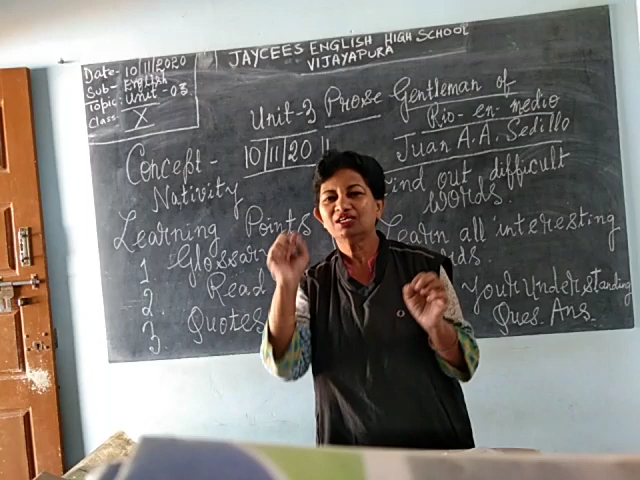 Date- 10/11/2020
Sub- English
Topic: Unit-03
Class- X
JAYCEES ENGLISH HIGH SCHOOL
VIJAYAPURA
Unit-3 Prose Gentleman of
Rio-en-medio
10/11/20 Juan A.A. Sedillo
Concept-
Nativity
ind out difficult
words.
Learning Points
Learn all interesting
1 Glossary
2. Read Your Understanding
3 Quotes Ques Ans.